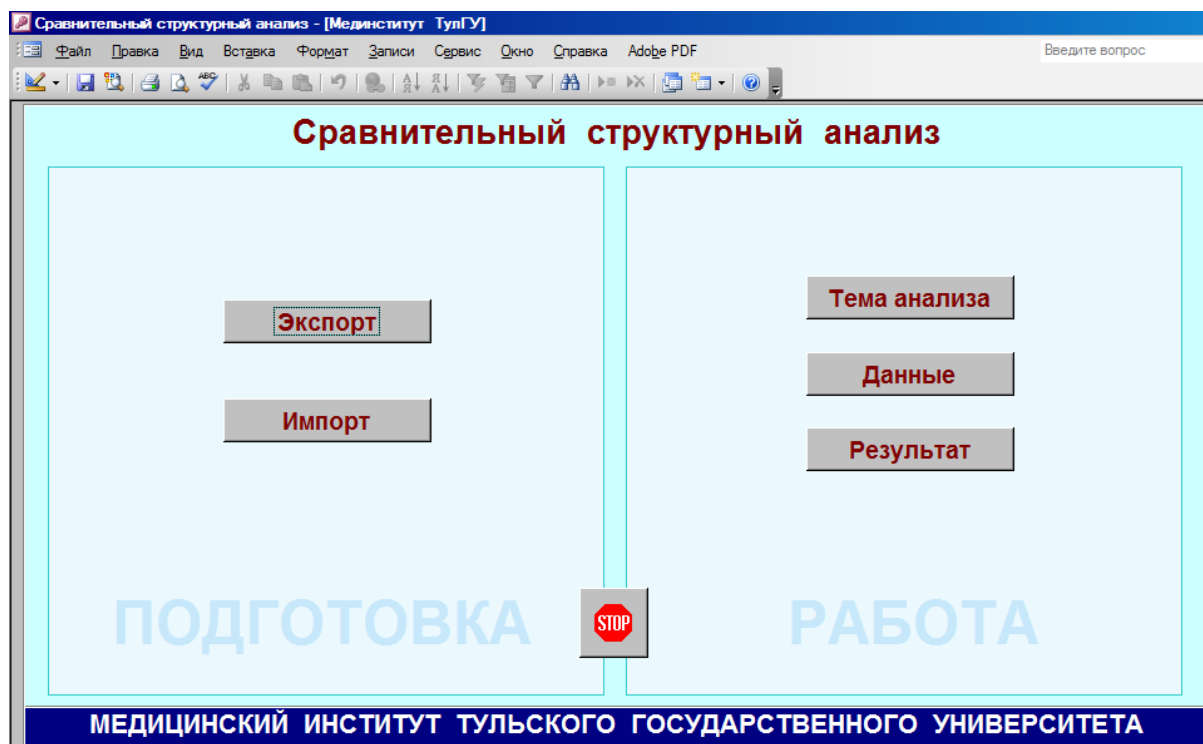 Сравнительный структурный анализ - [Мединститут ТулГУ]
Файл Правка Вид Вставка Формат Записи Сервис Окно Справка Adobe PDF Введите вопрос
Сравнительный структурный анализ
Экспорт
Импорт
ПОДГОТОВКА
Тема анализа
Данные
Результат
РАБОТА
STOP
МЕДИЦИНСКИЙ ИНСТИТУТ ТУЛЬСКОГО ГОСУДАРСТВЕННОГО УНИВЕРСИТЕТА